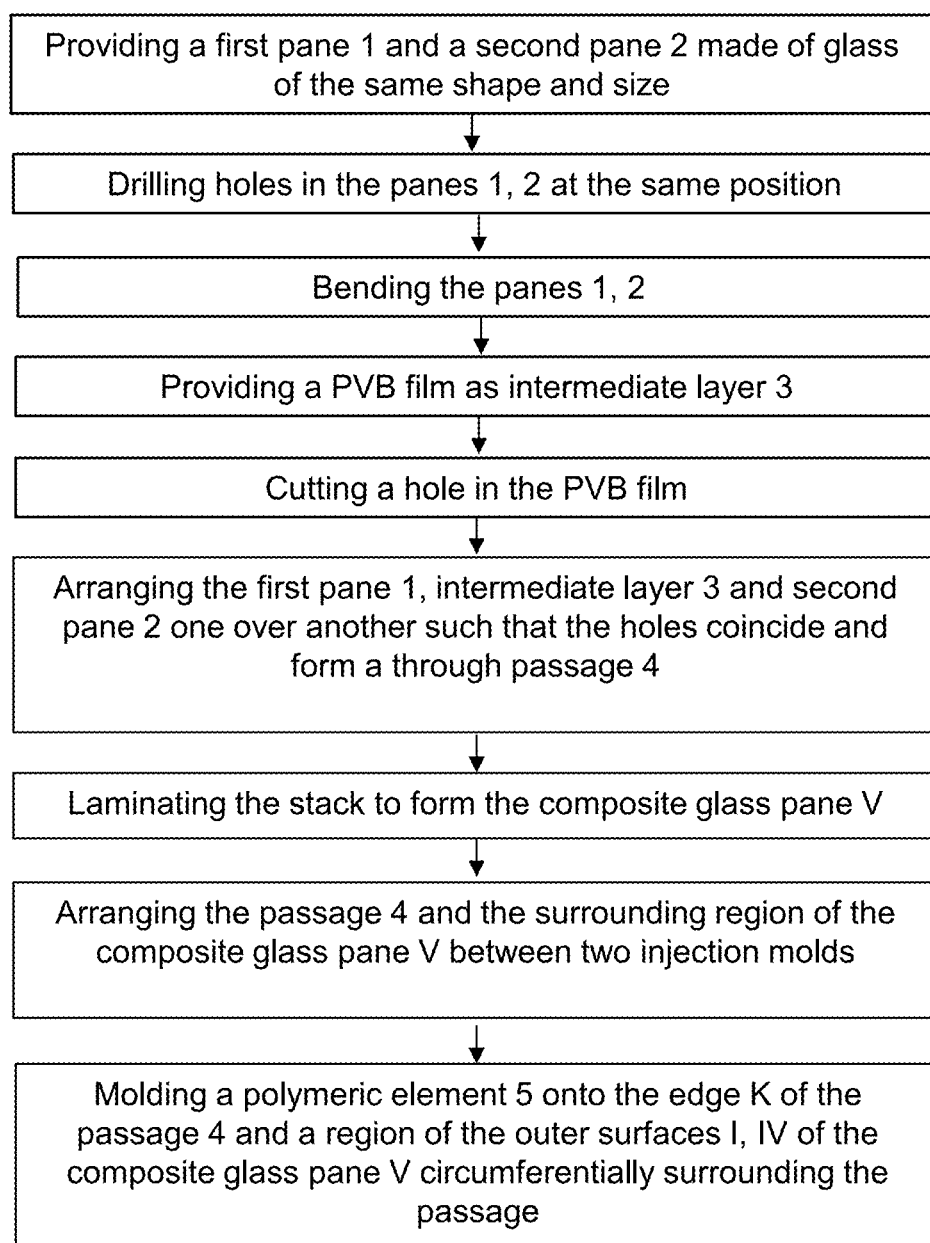 Providing a first pane 1 and a second pane 2 made of glass
of the same shape and size
Drilling holes in the panes 1, 2 at the same position
Bending the panes 1, 2
Providing a PVB film as intermediate layer 3
Cutting a hole in the PVB film
Arranging the first pane 1, intermediate layer 3 and second
pane 2 one over another such that the holes coincide and
form a through passage 4
Laminating the stack to form the composite glass pane V
Arranging the passage 4 and the surrounding region of the
composite glass pane V between two injection molds
Molding a polymeric element 5 onto the edge K of the
passage 4 and a region of the outer surfaces I, IV of the
composite glass pane V circumferentially surrounding the
passage